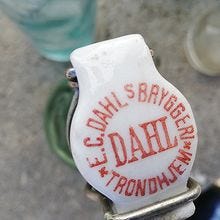 E.C. DAHLS BRYGGERI
DAHL
TRONDHJEM